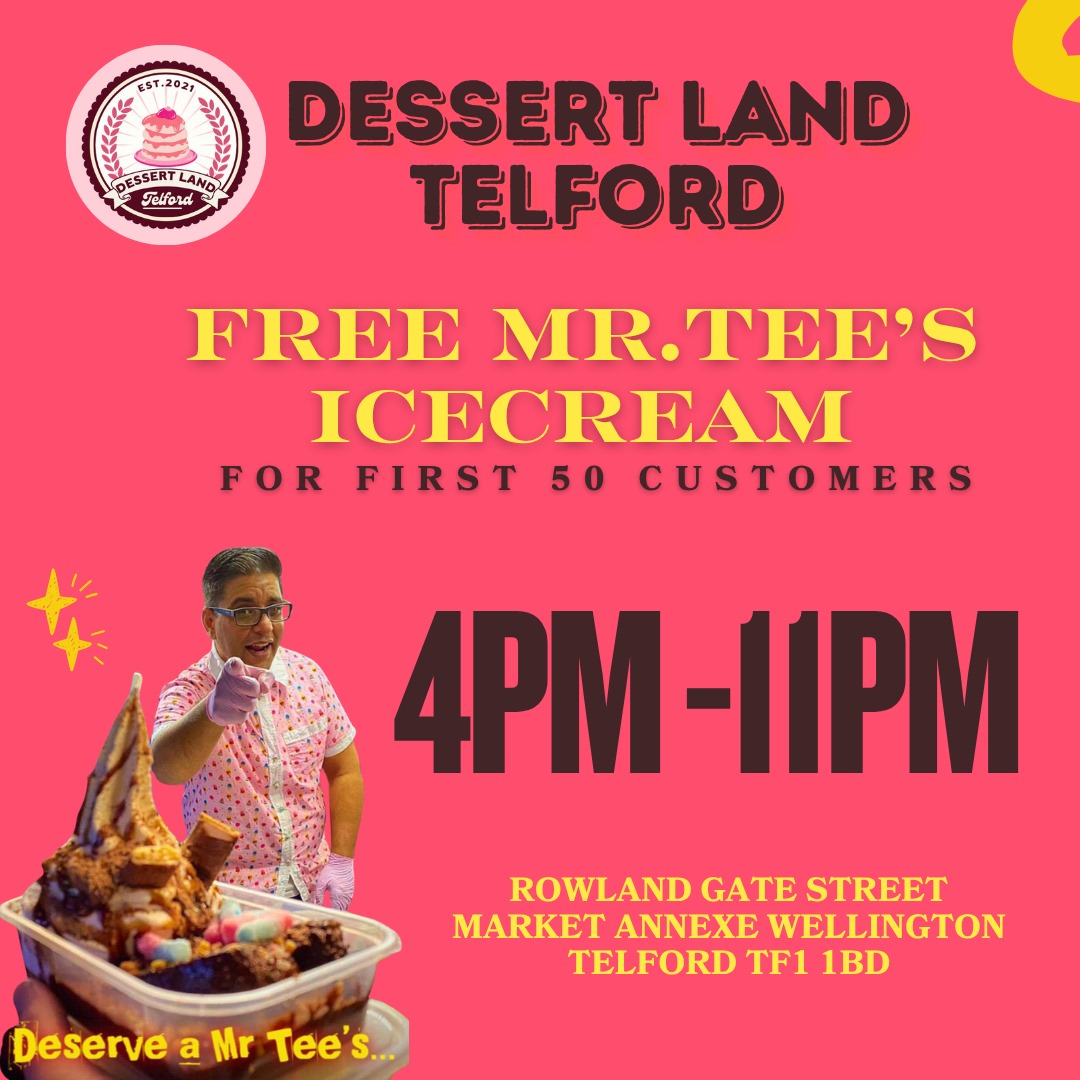 EST.2021
DESSERT LAND
Telford
DESSERT LAND
TELFORD
FREE MR.TEE'S
ICECREAM
FOR FIRST 50 CUSTOMERS
4PM -11PM
ROWLAND GATE STREET
MARKET ANNEXE WELLINGTON
TELFORD TF1 1BD
Deserve a Mr Tee's...